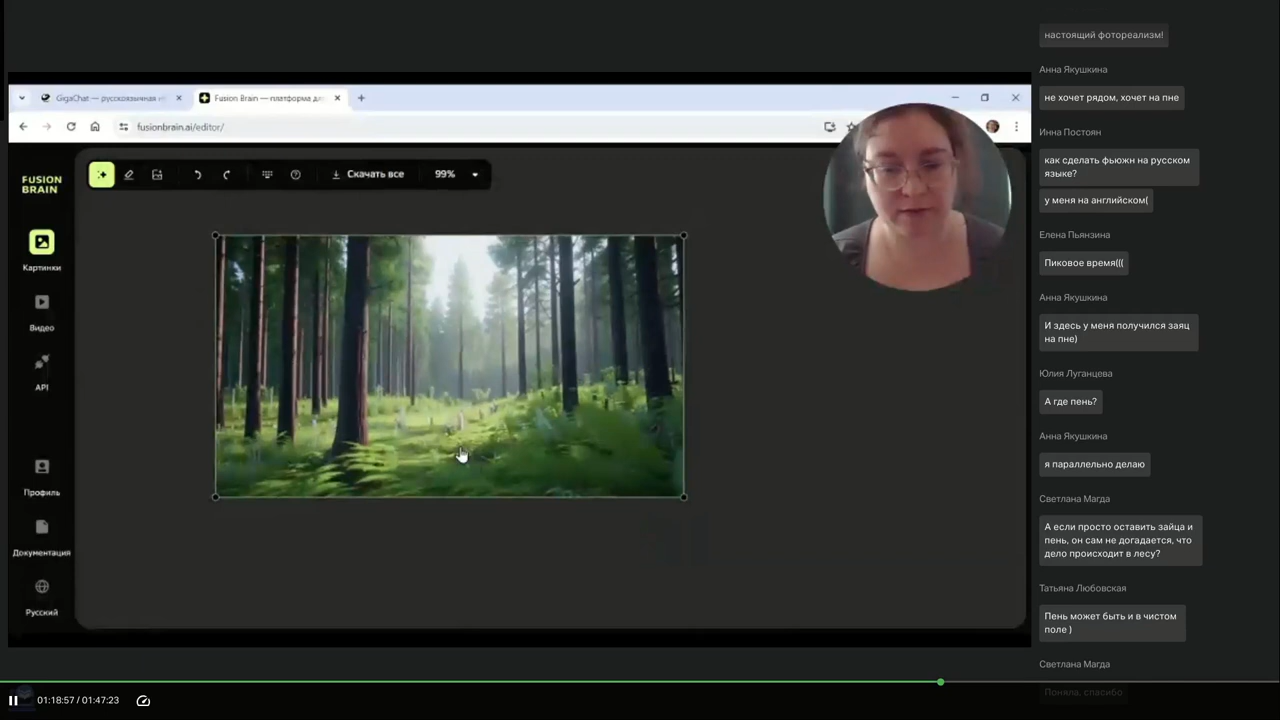 GigaChat — русскоязычная н
Fusion Brain — платформа дл
fusionbrain.ai/editor/
FUSION
BRAIN
Скачать все
99%
Картинки
Видео
API
Профиль
Документация
Русский
01:18:57 / 01:47:23
настоящий фотореализм!
Анна Якушкина
не хочет рядом, хочет на пне
Инна Постоян
как сделать фьюжн на русском
языке?
у меня на английском(
Елена Пьянзина
Пиковое время(((
Анна Якушкина
И здесь у меня получился заяц
на пне)
Юлия Луганцева
А где пень?
Анна Якушкина
я параллельно делаю
Светлана Магда
А если просто оставить зайца и
пень, он сам не догадается, что
дело происходит в лесу?
Татьяна Любовская
Пень может быть и в чистом
поле )
Светлана Магда
Поняла, спасибо